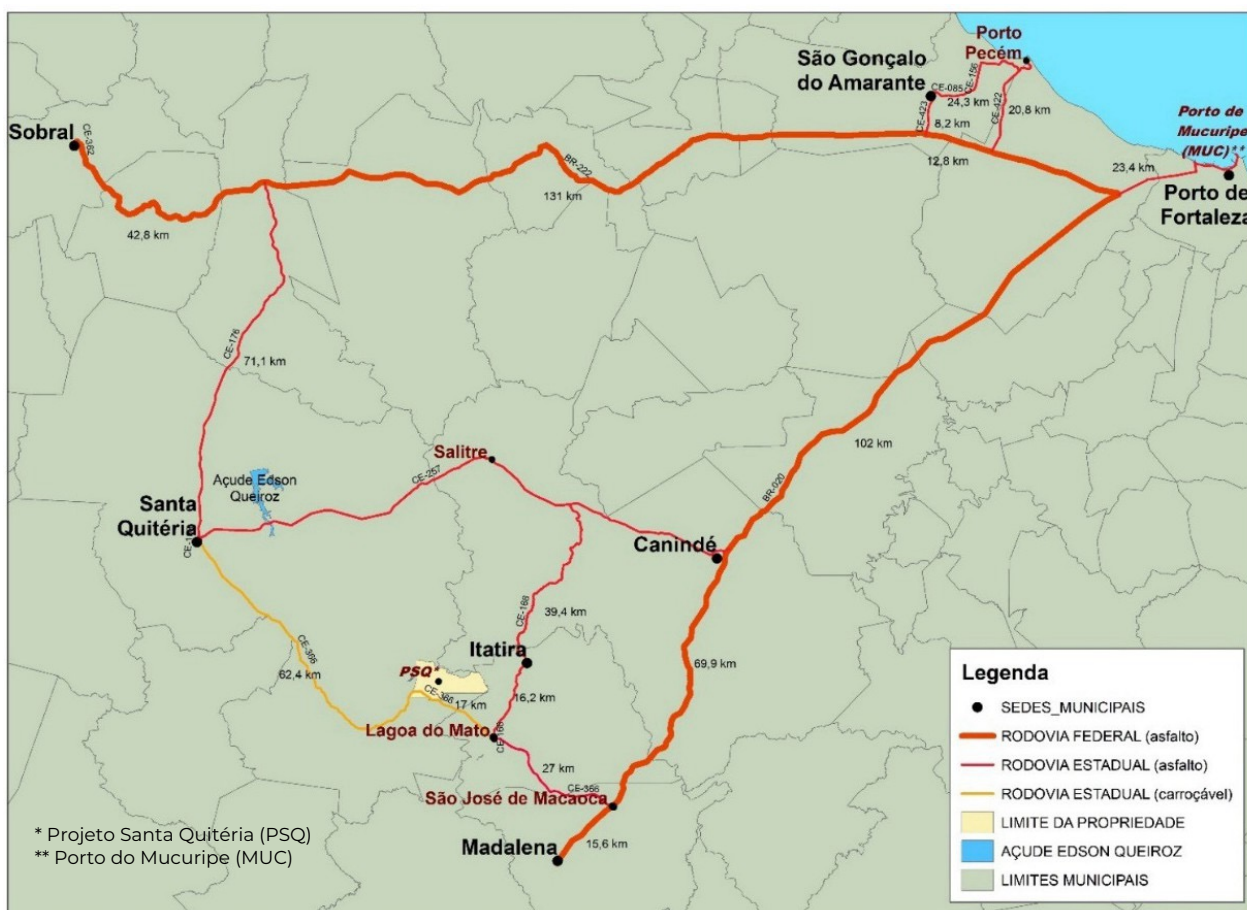 Sobral
CE-362
42,8 km
BR-222
131 km
São Gonçalo
do Amarante
CE-085
CE-156
24,3 km
CE-423
8,2 km
CE-422
20,8 km
Porto
Pecém
12,8 km
Porto de
Mucuripe
(MUC)**
23,4 km
Porto de
Fortaleza
CE-176
71,1 km
Açude Edson
Queiroz
Salitre
CE-257
Santa
Quitéria
102 km
BR-020
Canindé
CE-168
39,4 km
Itatira
CE-366
62,4 km
PSQ*
CE-366
17 km
16,2 km
69,9 km
Lagoa do Mato
CE-168
27 km
CE-366
São José de Macaoca
Madalena
15,6 km
* Projeto Santa Quitéria (PSQ)
** Porto do Mucuripe (MUC)
Legenda
SEDES_MUNICIPAIS
RODOVIA FEDERAL (asfalto)
RODOVIA ESTADUAL (asfalto)
RODOVIA ESTADUAL (carroçável)
LIMITE DA PROPRIEDADE
AÇUDE EDSON QUEIROZ
LIMITES MUNICIPAIS